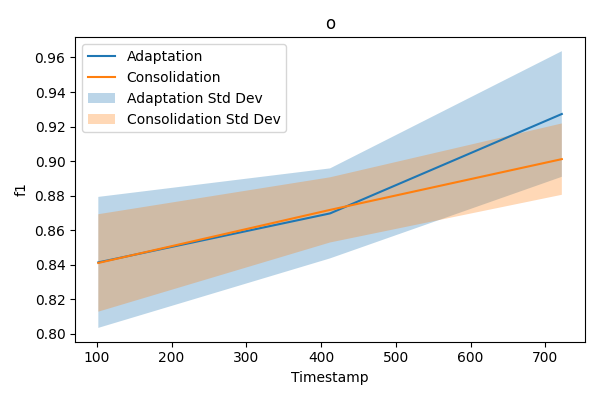 o
Adaptation
Consolidation
Adaptation Std Dev
Consolidation Std Dev
f1
0.96
0.94
0.92
0.90
0.88
0.86
0.84
0.82
0.80
100 200 300 400 500 600 700
Timestamp